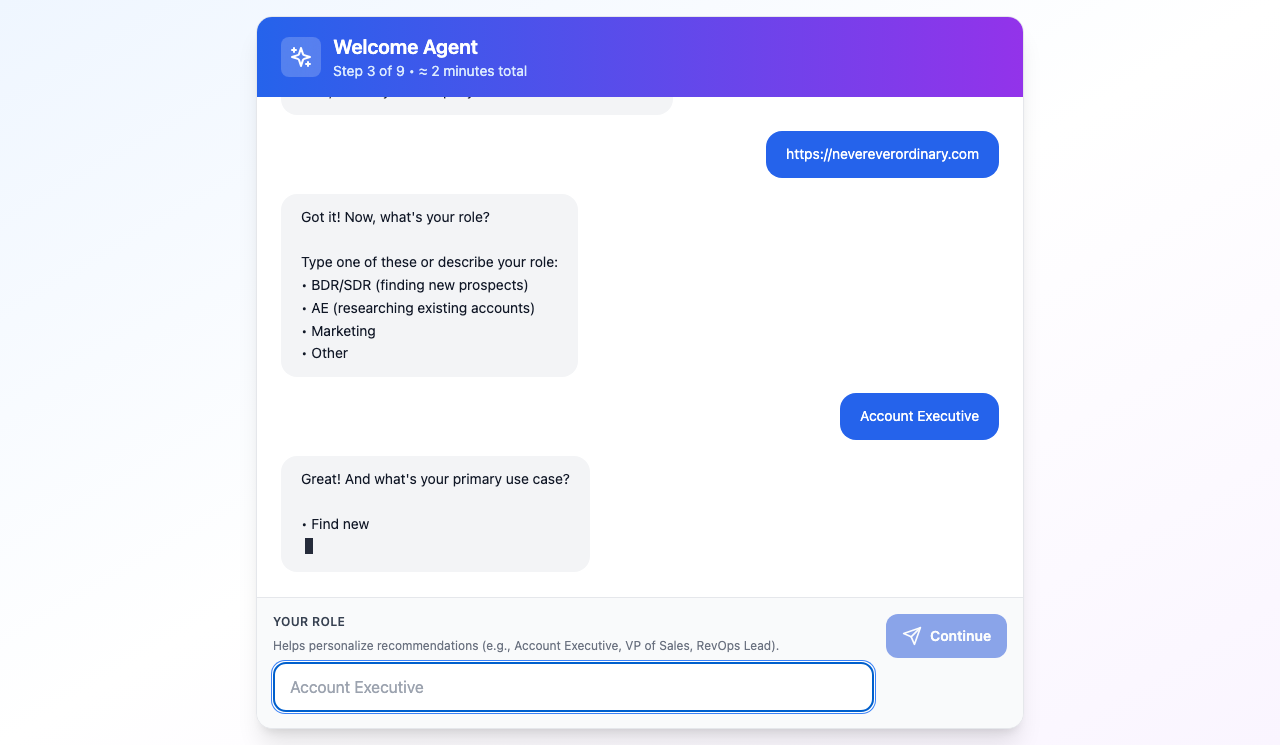 Welcome Agent
Step 3 of 9 • ≈ 2 minutes total
https://nevereverordinary.com
Got it! Now, what's your role?
Type one of these or describe your role:
• BDR/SDR (finding new prospects)
• AE (researching existing accounts)
• Marketing
• Other
Account Executive
Great! And what's your primary use case?
• Find new
YOUR ROLE
Helps personalize recommendations (e.g., Account Executive, VP of Sales, RevOps Lead).
Account Executive
Continue